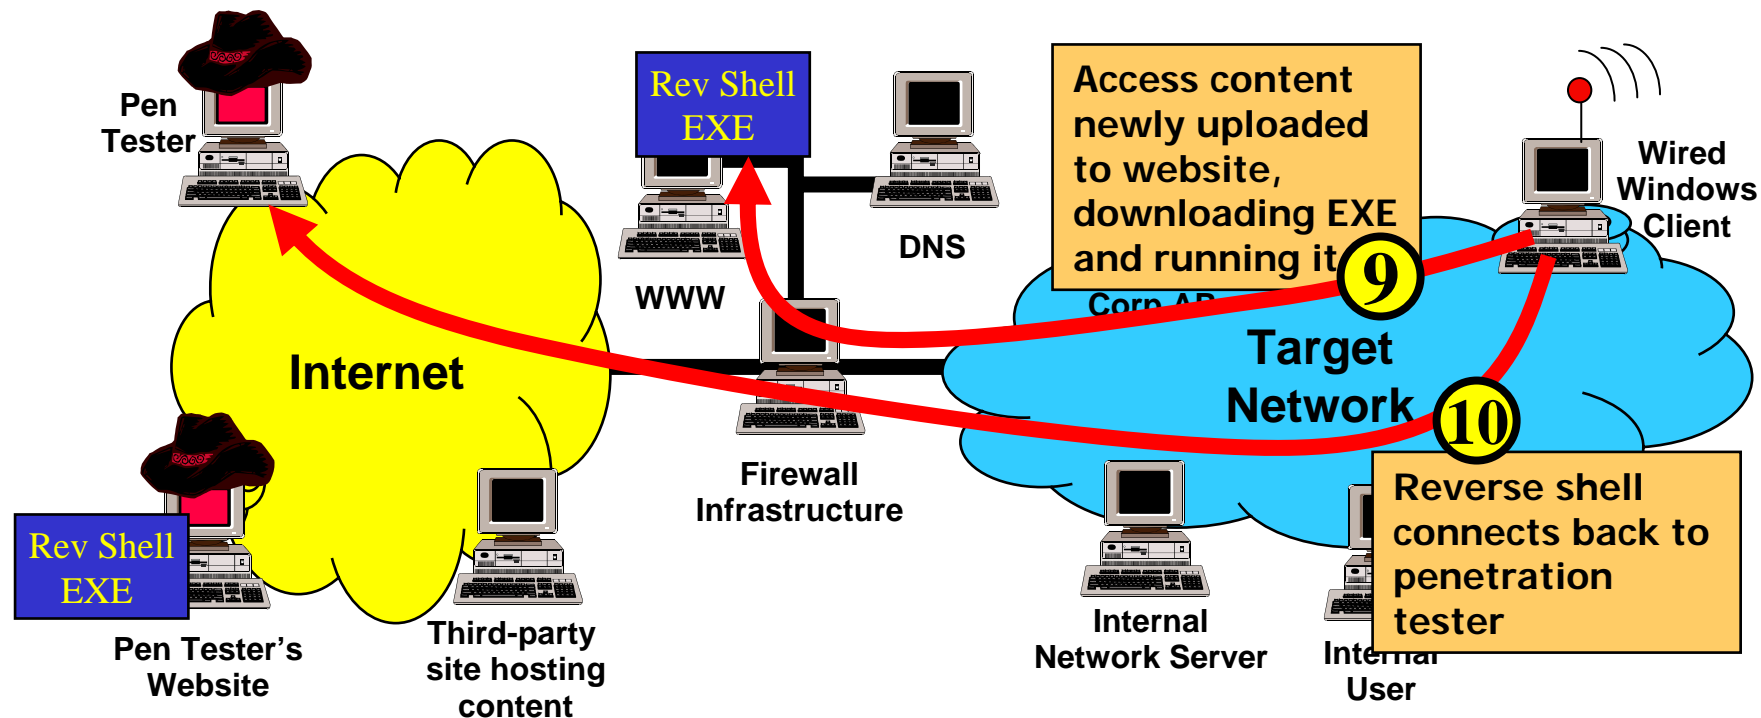 Pen
Tester
Rev Shell
EXE
WWW
DNS
Access content
newly uploaded
to website,
downloading EXE
and running it
9
Corp
Wired
Windows
Client
Internet
Target
Network
10
Firewall
Infrastructure
Reverse shell
connects back to
penetration
tester
Rev Shell
EXE
Pen Tester’s
Website
Third-party
site hosting
content
Internal
Network Server
Internal
User